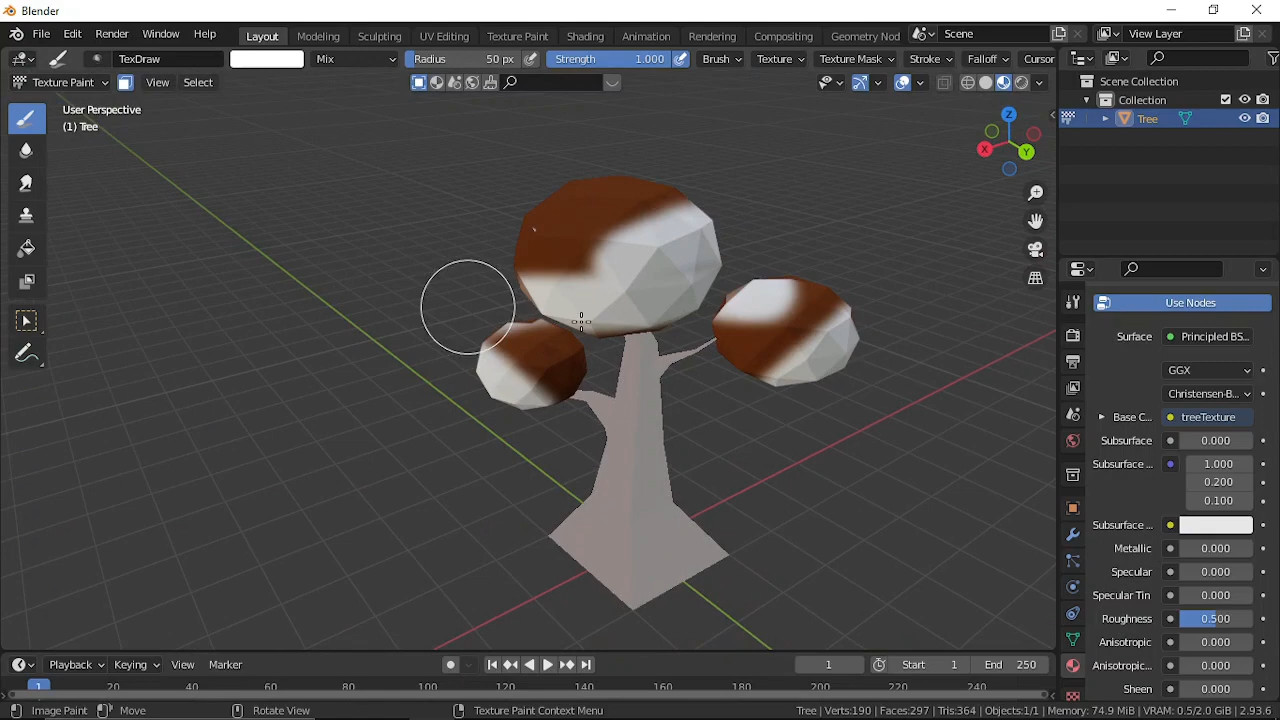 Blender
File Edit Render Window Help Layout Modeling Sculpting UV Editing Texture Paint Shading Animation Rendering Compositing Geometry Nod Scene View Layer
TexDraw Mix Radius 50 px Strength 1.000 Brush Texture Texture Mask Stroke Falloff Cursor
Texture Paint View Select
Scene Collection
Collection
Tree
User Perspective
(1) Tree
Z
X
Y
Use Nodes
Surface Principled BS...
GGX
Christensen-B...
Base C... treeTexture
Subsurface 0.000
Subsurface ... 1.000
0.200
0.100
Subsurface ...
Metallic 0.000
Specular 0.000
Specular Tin 0.000
Roughness 0.500
Anisotropic 0.000
Anisotropic... 0.000
Sheen 0.000
Playback Keying View Marker 1 Start 1 End 250
1 20 40 60 80 100 120 140 160 180 200 220 240
Image Paint Move Rotate View Texture Paint Context Menu Tree | Verts:190 | Faces:297 | Tris:364 | Objects:1/1 | Memory: 74.9 MiB | VRAM: 0.5/2.0 GiB | 2.93.6